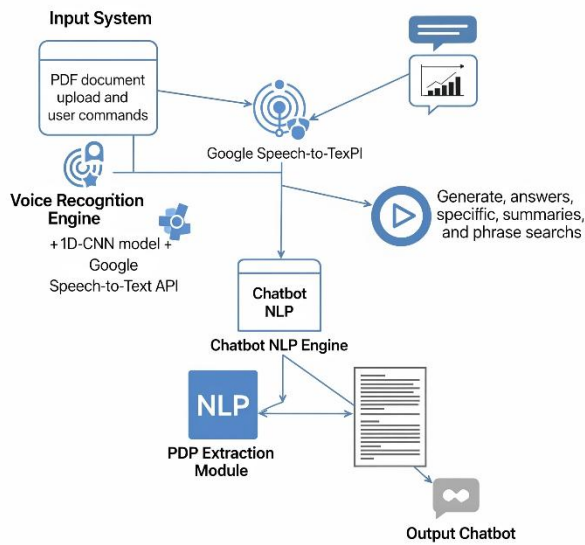 Input System
PDF document
upload and
user commands
Google Speech-to-TexPI
Voice Recogntion
Engine
+1D-CNN model +
Google
Speech-to-Text API
Generate, answers,
speciffic, summaries,
and phrase searchs
Chatbot
NLP
Chatbot NLP Engine
NLP
PDP Extraction
Module
Output Chatbot